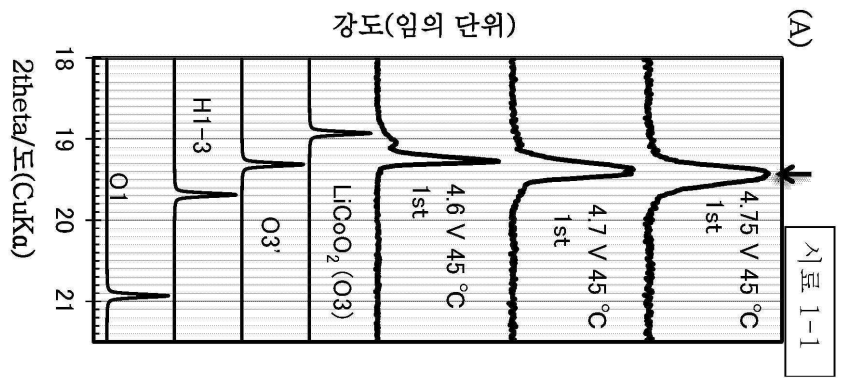 (A)
시료 1-1
강도(임의 단위)
4.75 V 45 °C
1st
4.7 V 45 °C
1st
4.6 V 45 °C
1st
LiCoO₂ (O3)
O3'
H1-3
O1
18
19
20
21
2theta/도(CuKα)